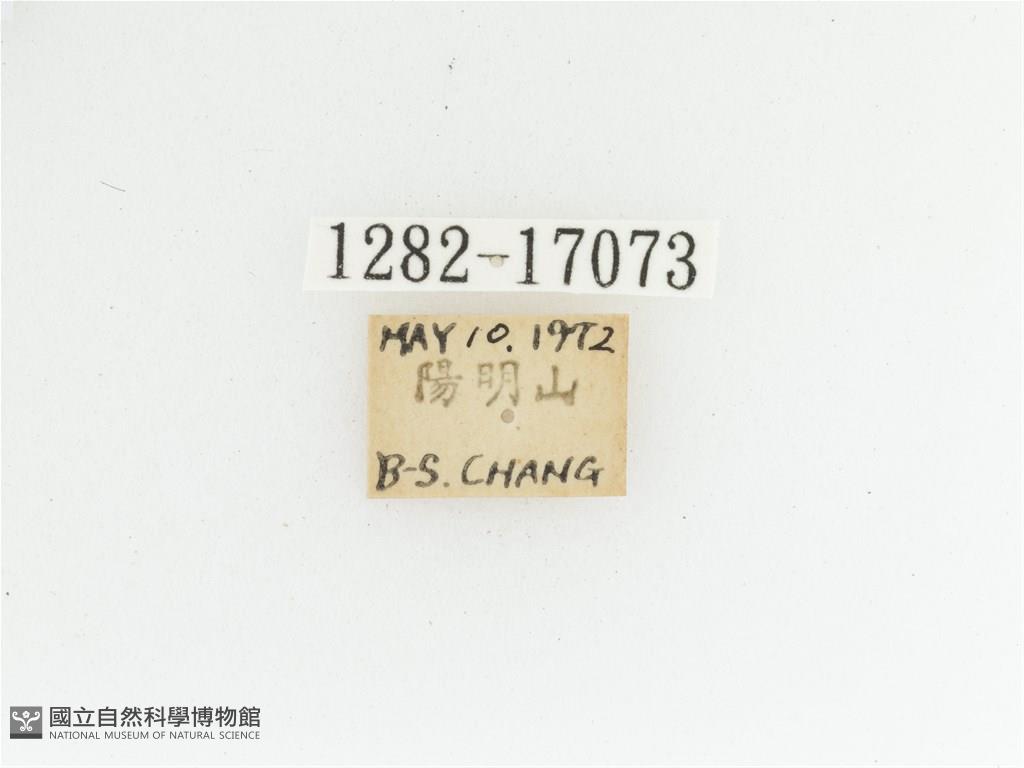 1282-17073
MAY 10. 1972
陽明山
B-S. CHANG
國立自然科學博物館
NATIONAL MUSEUM OF NATURAL SCIENCE